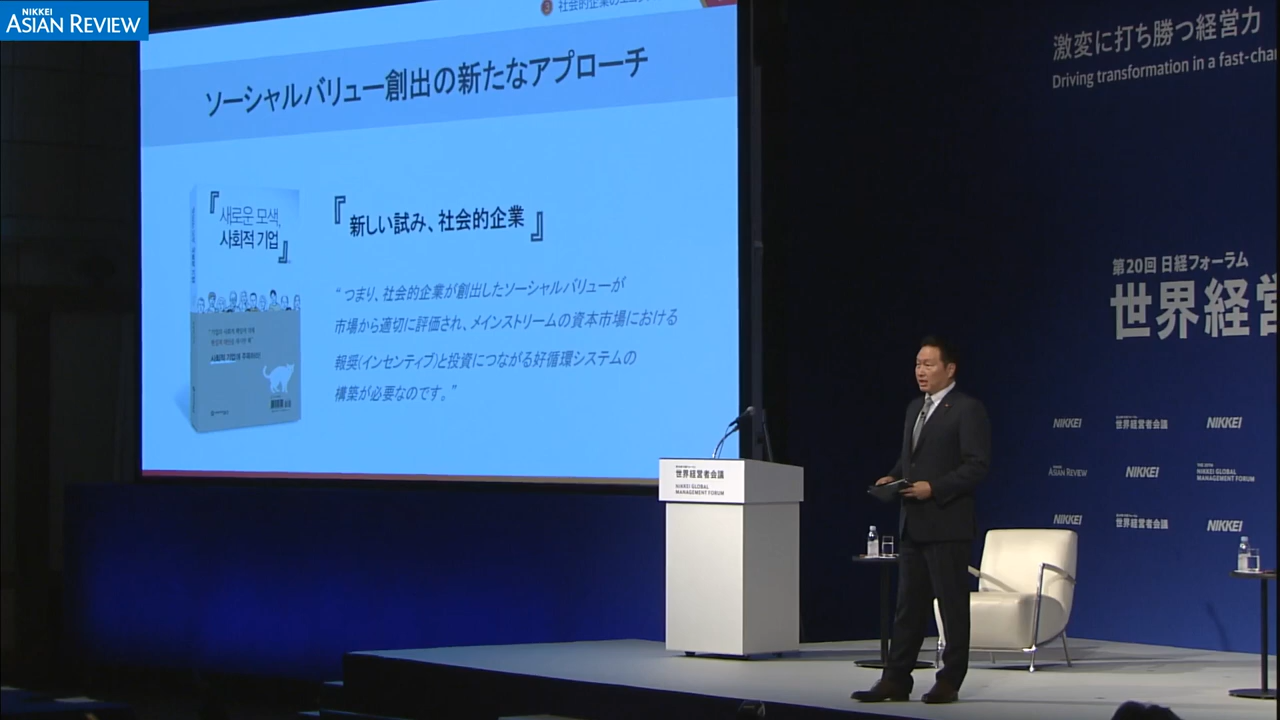 NIKKEI
ASIAN REVIEW
3 社会的企業の
ソーシャルバリュー創出の新たなアプローチ
『새로운 모색,
사회적 기업』
사회적 기업
『新しい試み、社会的企業』
“つまり、社会的企業が創出したソーシャルバリューが
市場から適切に評価され、メインストリームの資本市場における
報奨(インセンティブ)と投資につながる好循環システムの
構築が必要なのです。”
激変に打ち勝つ経営力
Driving transformation in a fast-cha
第20回 日経フォーラム
世界経営
世界経営者会議
NIKKEI GLOBAL
MANAGEMENT FORUM
NIKKEI
世界経営者会議
NIKKEI
ASIAN REVIEW
NIKKEI
NIKKEI GLOBAL
MANAGEMENT FORUM
NIKKEI
世界経営者会議
NIKKEI